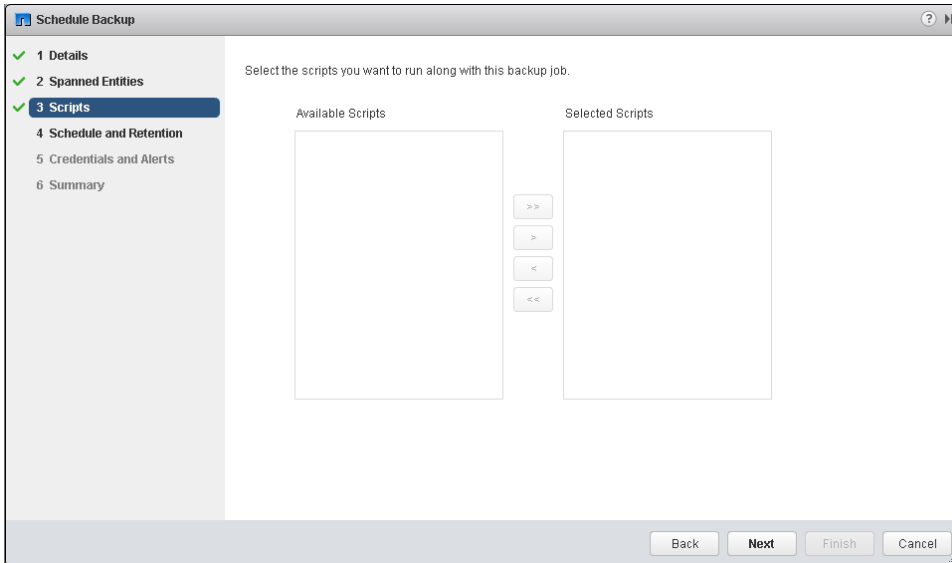 Schedule Backup
?
1 Details
2 Spanned Entities
3 Scripts
4 Schedule and Retention
5 Credentials and Alerts
6 Summary
Select the scripts you want to run along with this backup job.
Available Scripts
Selected Scripts
>>
>
<
<<
Back
Next
Finish
Cancel